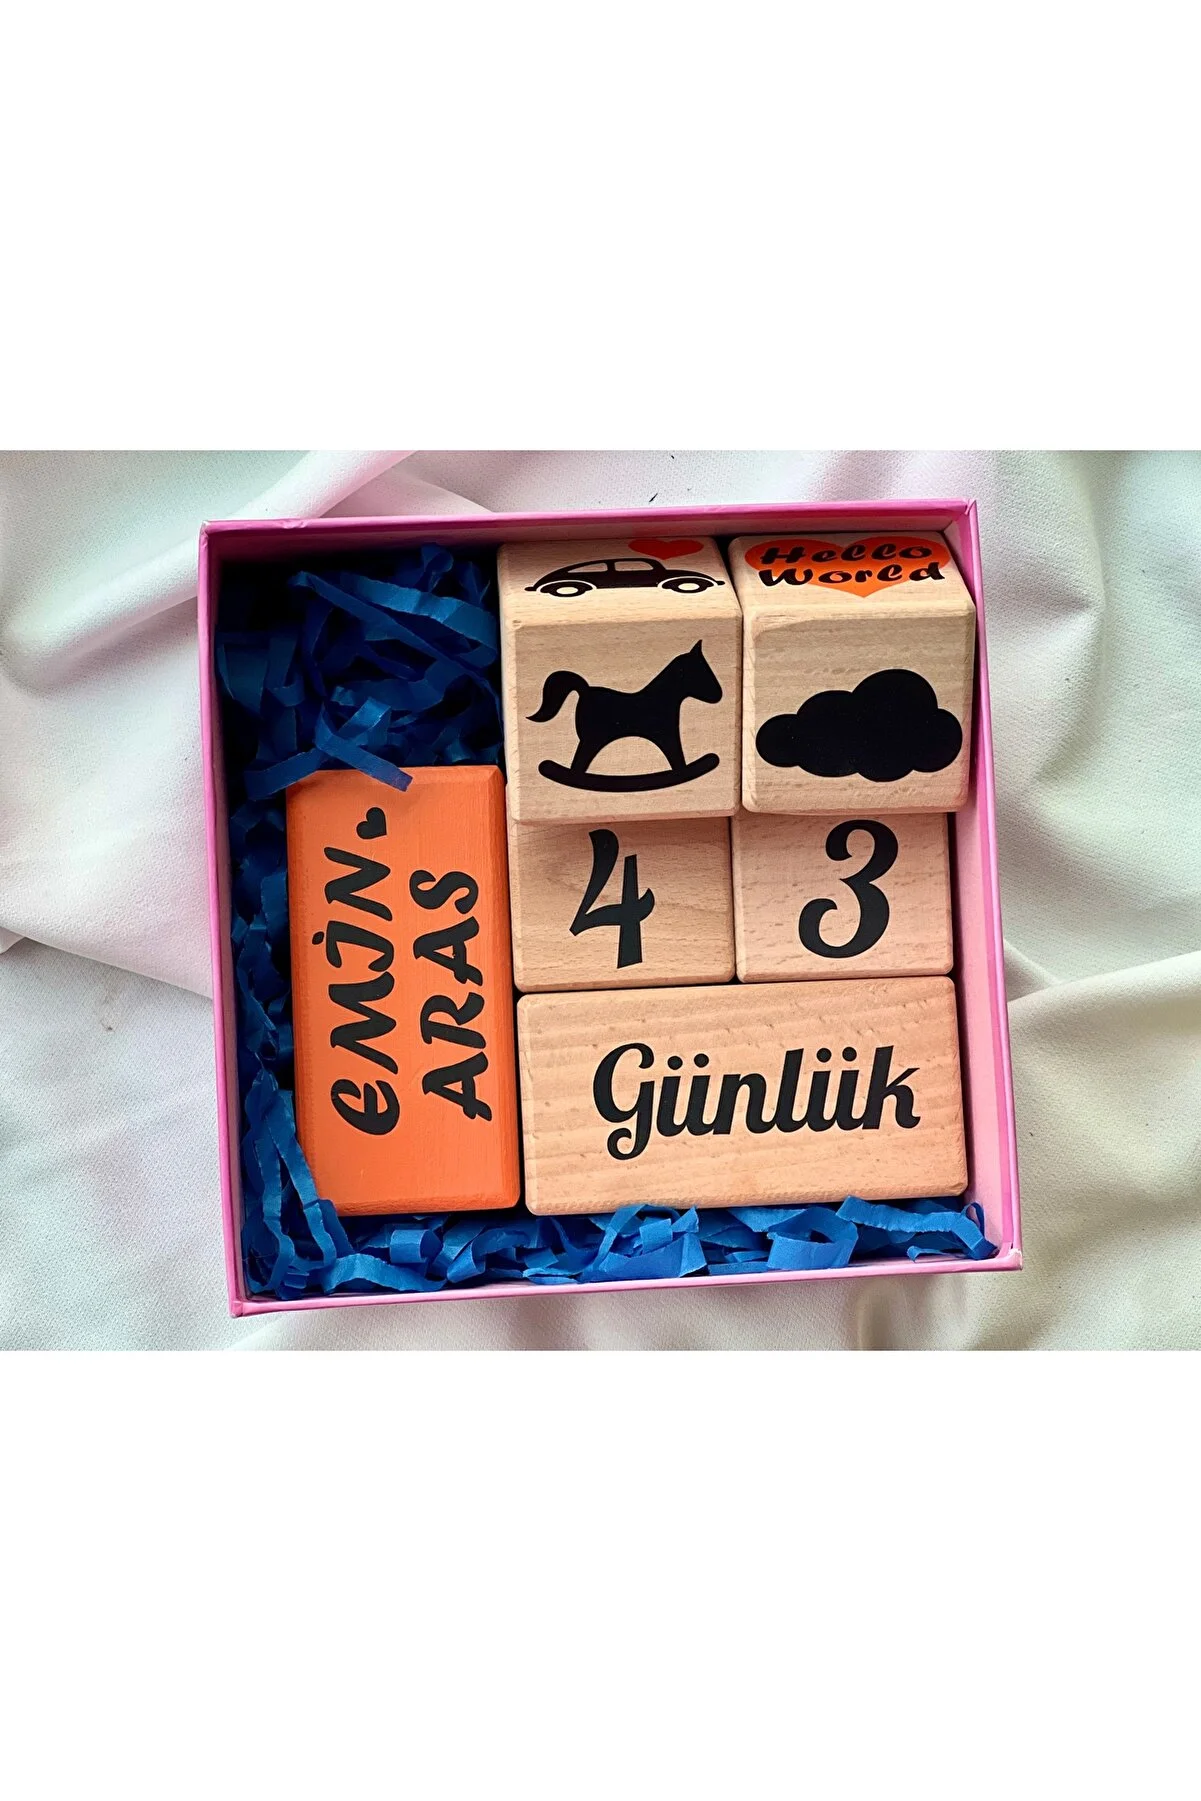 Hello
World
4 3
EMİN
ARAS
Günlük